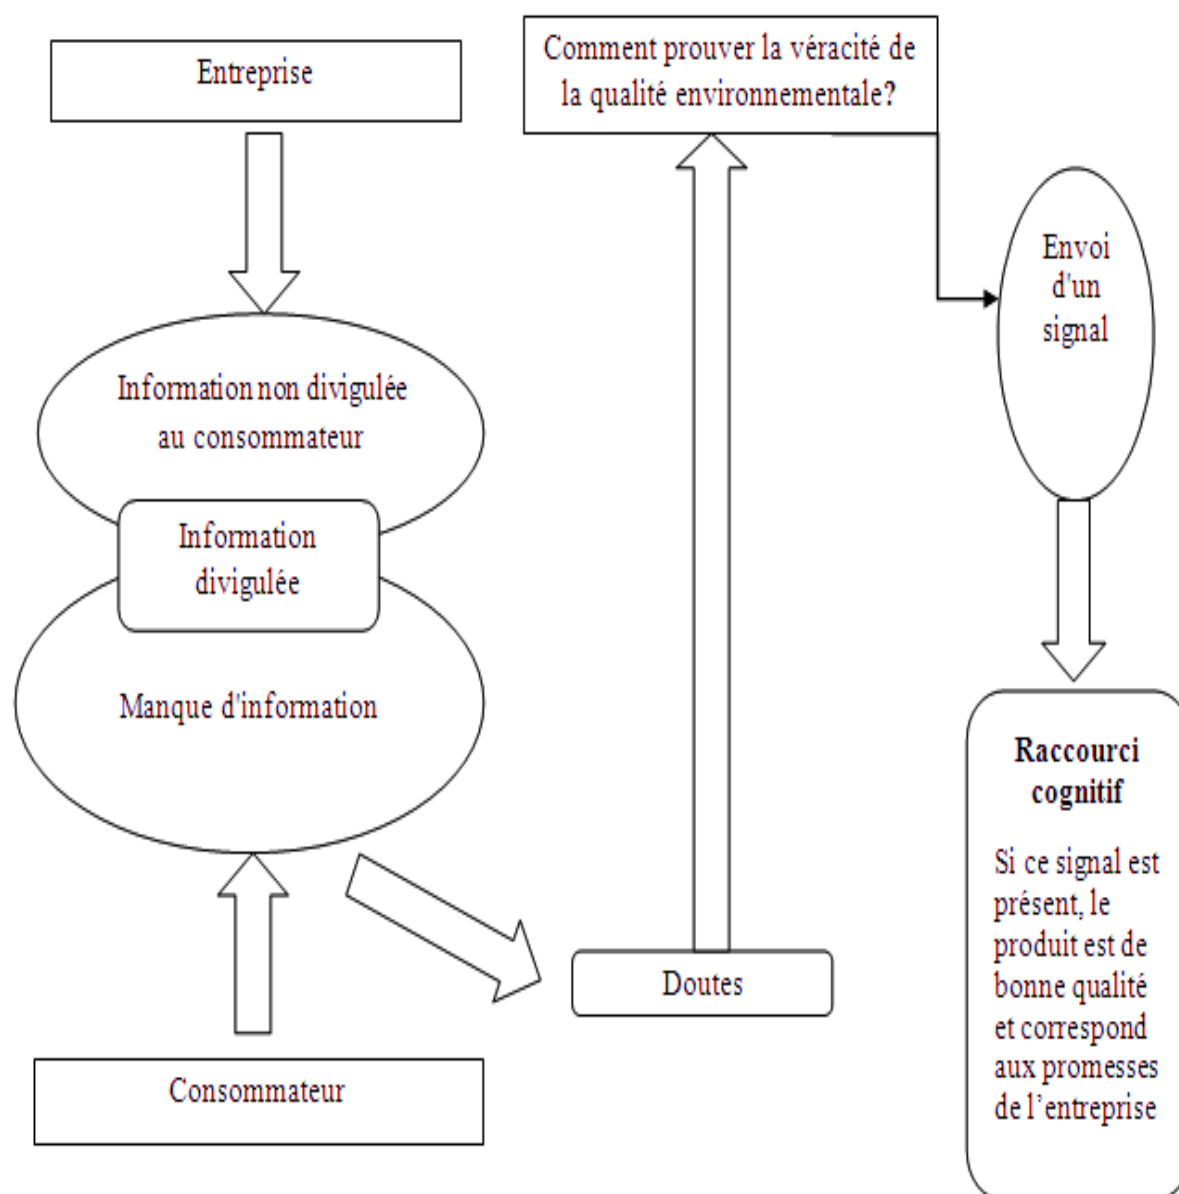 Entreprise
Information non divigulée
au consommateur
Information
divigulée
Manque d'information
Consommateur
Doutes
Comment prouver la véracité de
la qualité environnementale?
Envoi
d'un
signal
Raccourci
cognitif
Si ce signal est
présent, le
produit est de
bonne qualité
et correspond
aux promesses
de l’entreprise